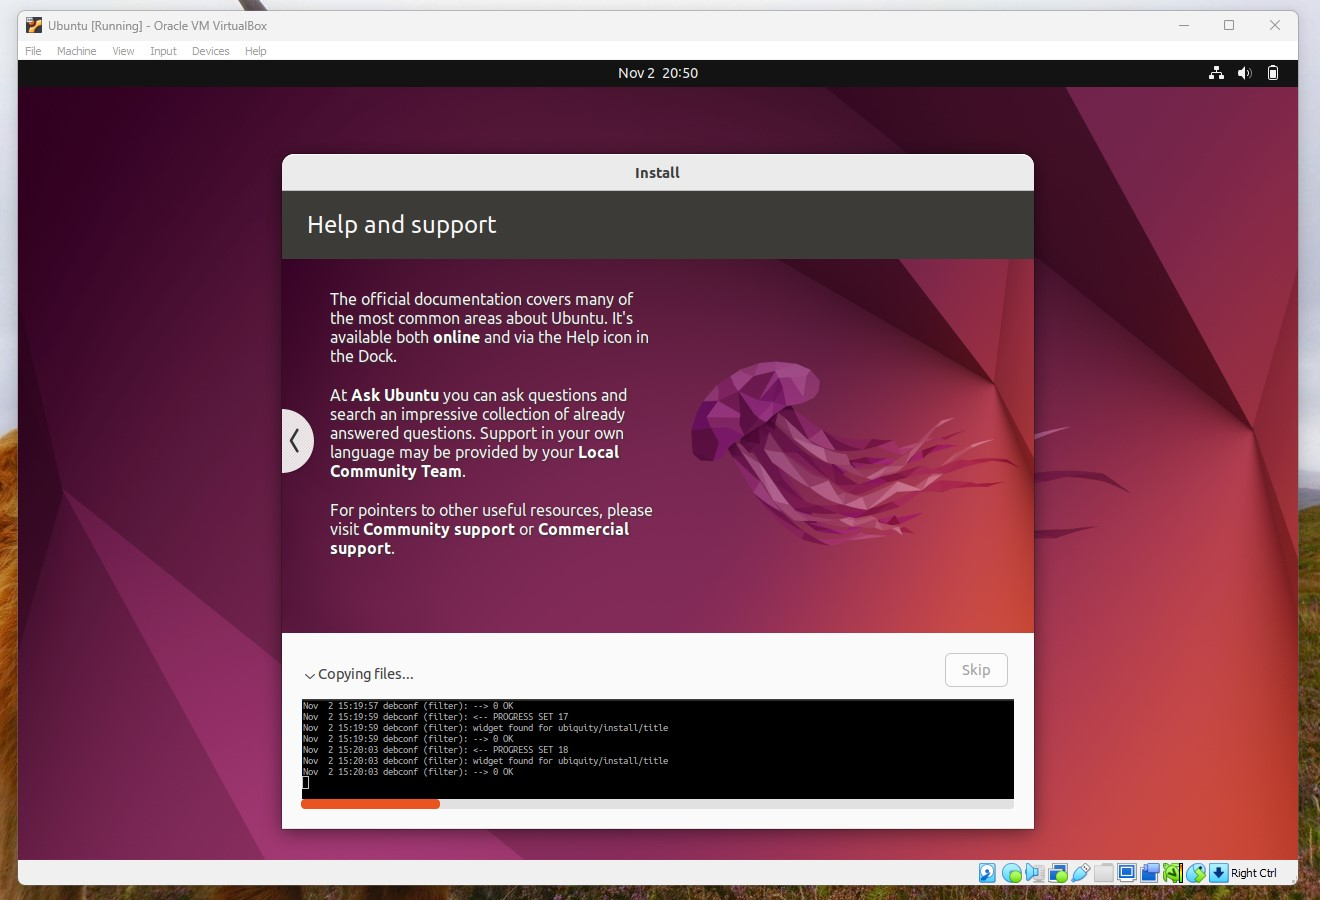 Ubuntu [Running] - Oracle VM VirtualBox
File Machine View Input Devices Help
Nov 2 20:50
Install
Help and support
The official documentation covers many of
the most common areas about Ubuntu. It's
available both online and via the Help icon in
the Dock.
At Ask Ubuntu you can ask questions and
search an impressive collection of already
answered questions. Support in your own
language may be provided by your Local
Community Team.
For pointers to other useful resources, please
visit Community support or Commercial
support.
Copying files...
Skip
Nov 2 15:19:57 debconf (filter): --> 0 OK
Nov 2 15:19:59 debconf (filter): <-- PROGRESS SET 17
Nov 2 15:19:59 debconf (filter): widget found for ubiquity/install/title
Nov 2 15:19:59 debconf (filter): --> 0 OK
Nov 2 15:20:03 debconf (filter): <-- PROGRESS SET 18
Nov 2 15:20:03 debconf (filter): widget found for ubiquity/install/title
Nov 2 15:20:03 debconf (filter): --> 0 OK
Right Ctrl